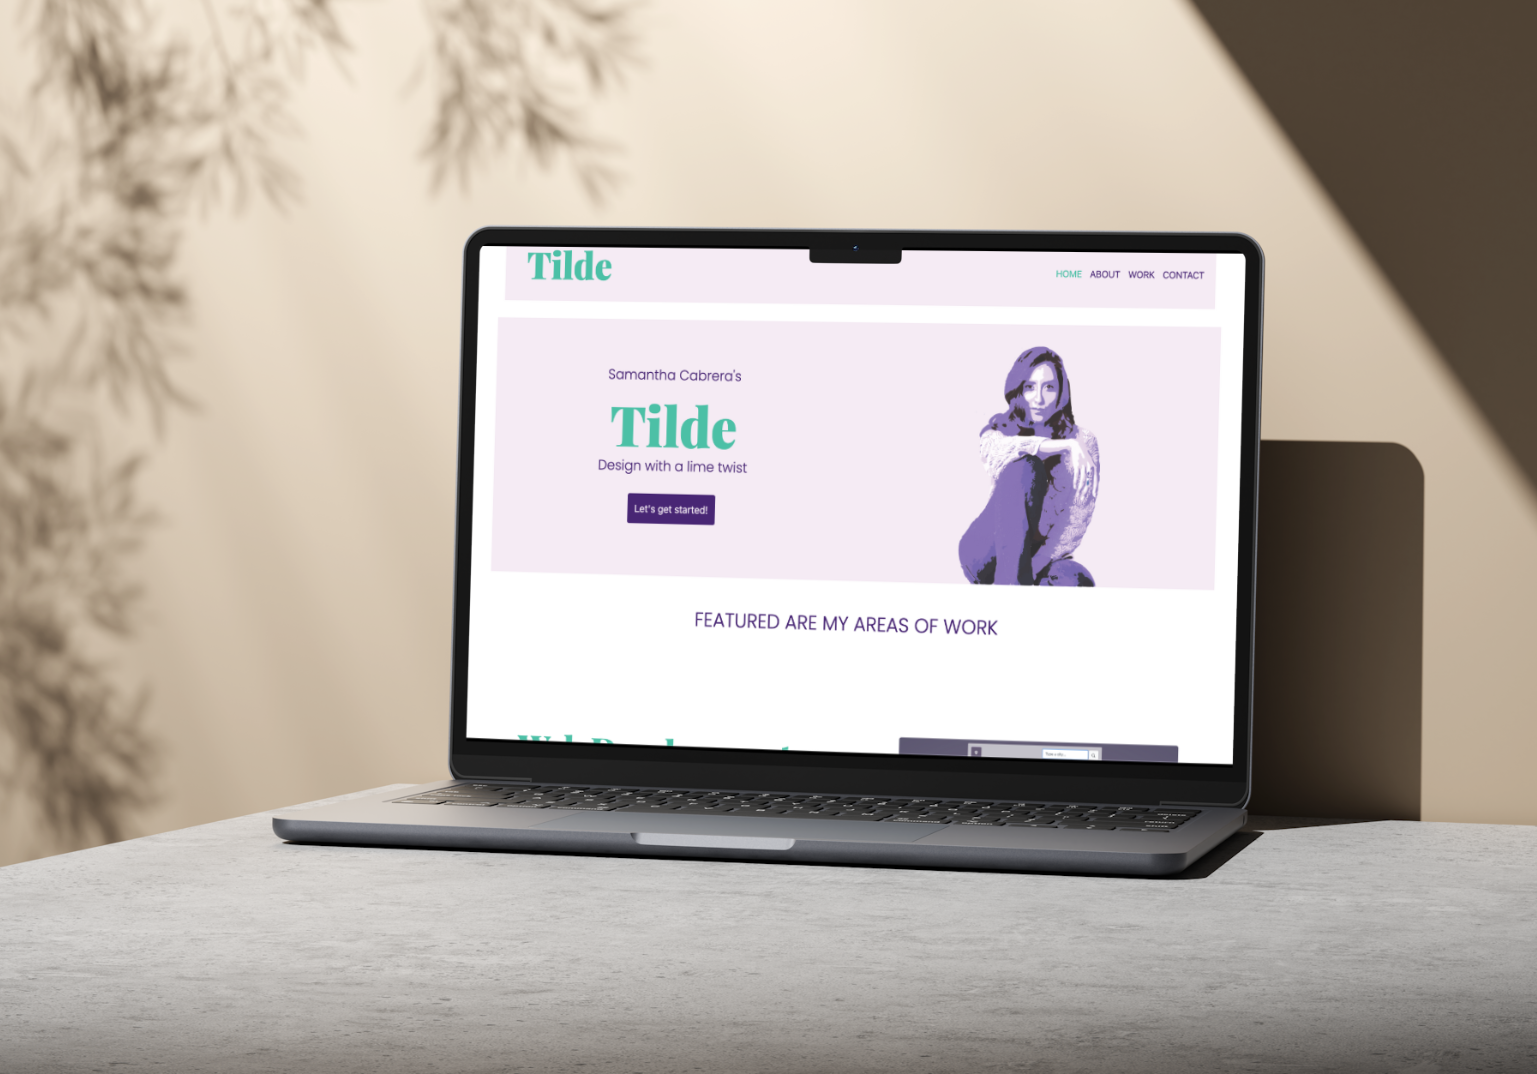 Tilde
HOME ABOUT WORK CONTACT
Samantha Cabrera's
Tilde
Design with a lime twist
Let's get started!
FEATURED ARE MY AREAS OF WORK